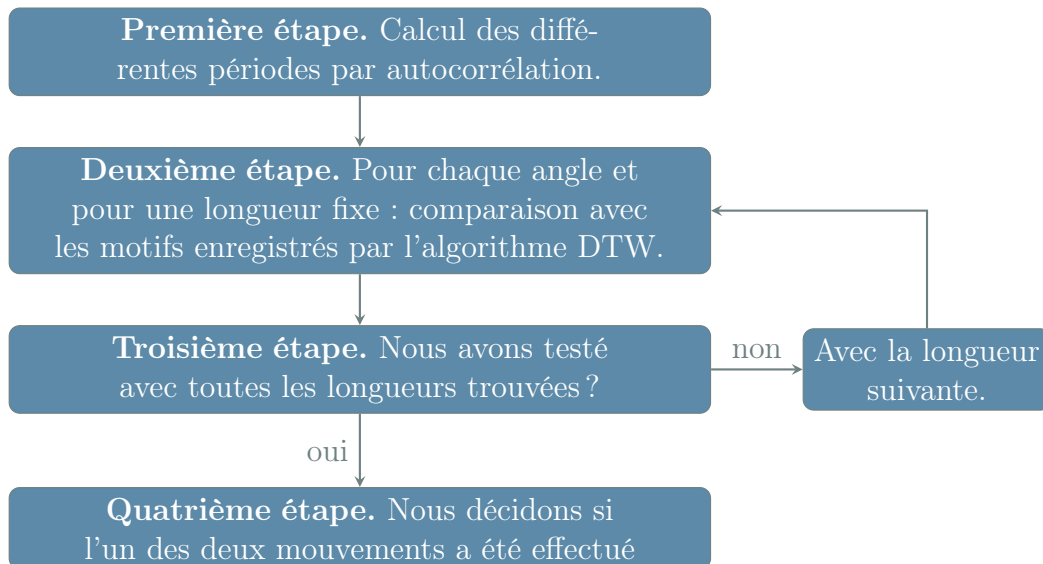 Première étape. Calcul des diffé-
rentes périodes par autocorrélation.
Deuxième étape. Pour chaque angle et
pour une longueur fixe : comparaison avec
les motifs enregistrés par l'algorithme DTW.
Troisième étape. Nous avons testé
avec toutes les longueurs trouvées ?
non
Avec la longueur
suivante.
oui
Quatrième étape. Nous décidons si
l'un des deux mouvements a été effectué